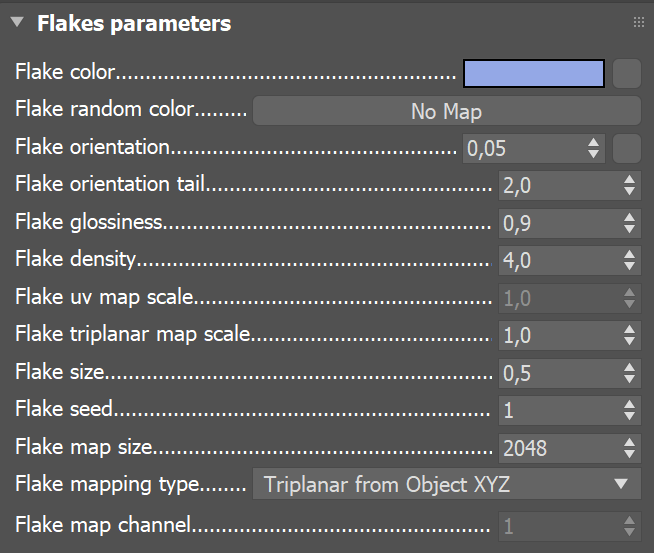 Flakes parameters
Flake color
Flake random color......... No Map
Flake orientation 0,05
Flake orientation tail 2,0
Flake glossiness 0,9
Flake density 4,0
Flake uv map scale 1,0
Flake triplanar map scale 1,0
Flake size 0,5
Flake seed 1
Flake map size 2048
Flake mapping type........ Triplanar from Object XYZ
Flake map channel 1